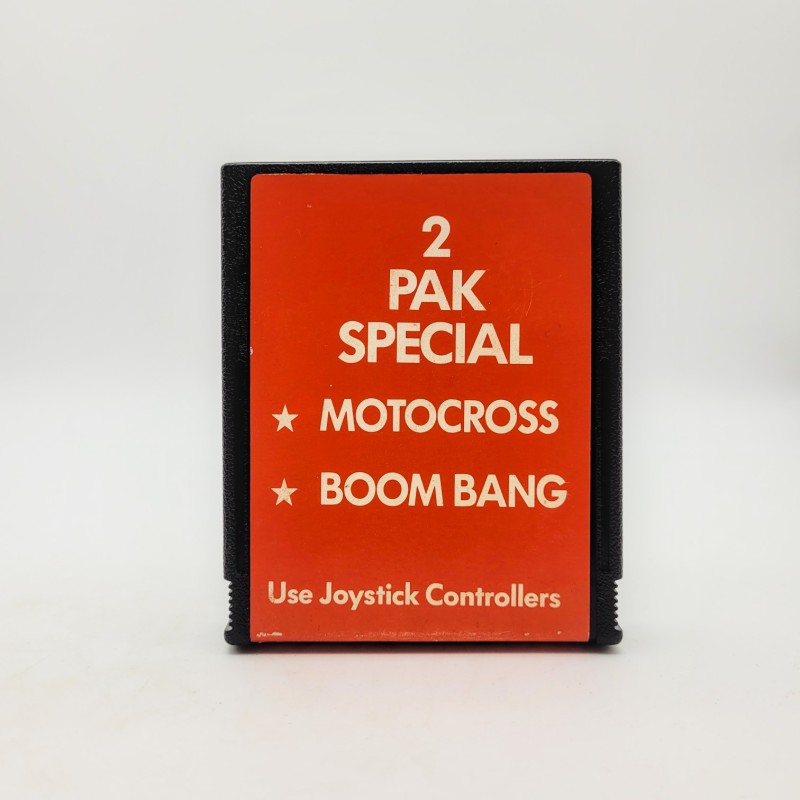 2
PAK
SPECIAL
★ MOTOCROSS
★ BOOM BANG
Use Joystick Controllers